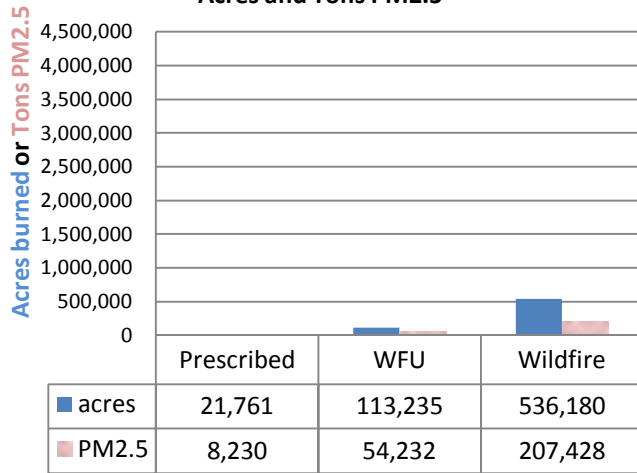 Acres and Tons PM2.5
Acres burned or Tons PM2.5
4,500,000
4,000,000
3,500,000
3,000,000
2,500,000
2,000,000
1,500,000
1,000,000
500,000
0
Prescribed WFU Wildfire
acres 21,761 113,235 536,180
PM2.5 8,230 54,232 207,428